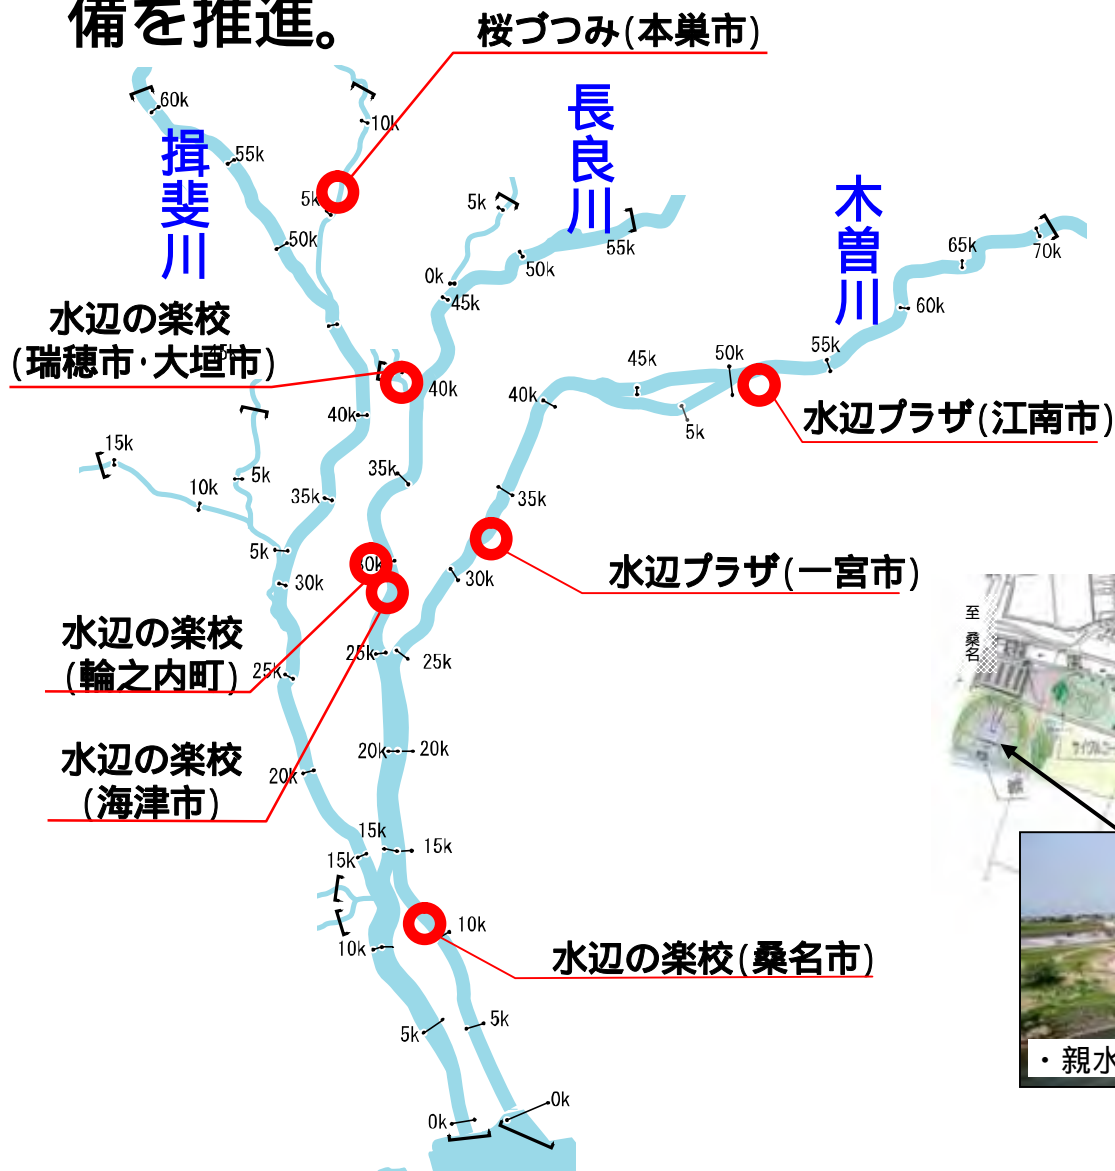 備を推進。
桜づつみ(本巣市)
60k
10k
長良川
揖斐川
55k
5k
5k
木曽川
50k
55k
65k
70k
0k
50k
45k
60k
水辺の楽校
(瑞穂市・大垣市)
45k
50k
55k
40k
40k
40k
水辺プラザ(江南市)
5k
15k
5k
35k
10k
35k
35k
5k
水辺プラザ(一宮市)
30k
30k
30k
至 桑名
水辺の楽校
(輪之内町)
25k
25k
25k
水辺の楽校
(海津市)
20k
20k
20k
15k
15k
15k
10k
10k
水辺の楽校(桑名市)
5k
5k
・親水
0k
0k